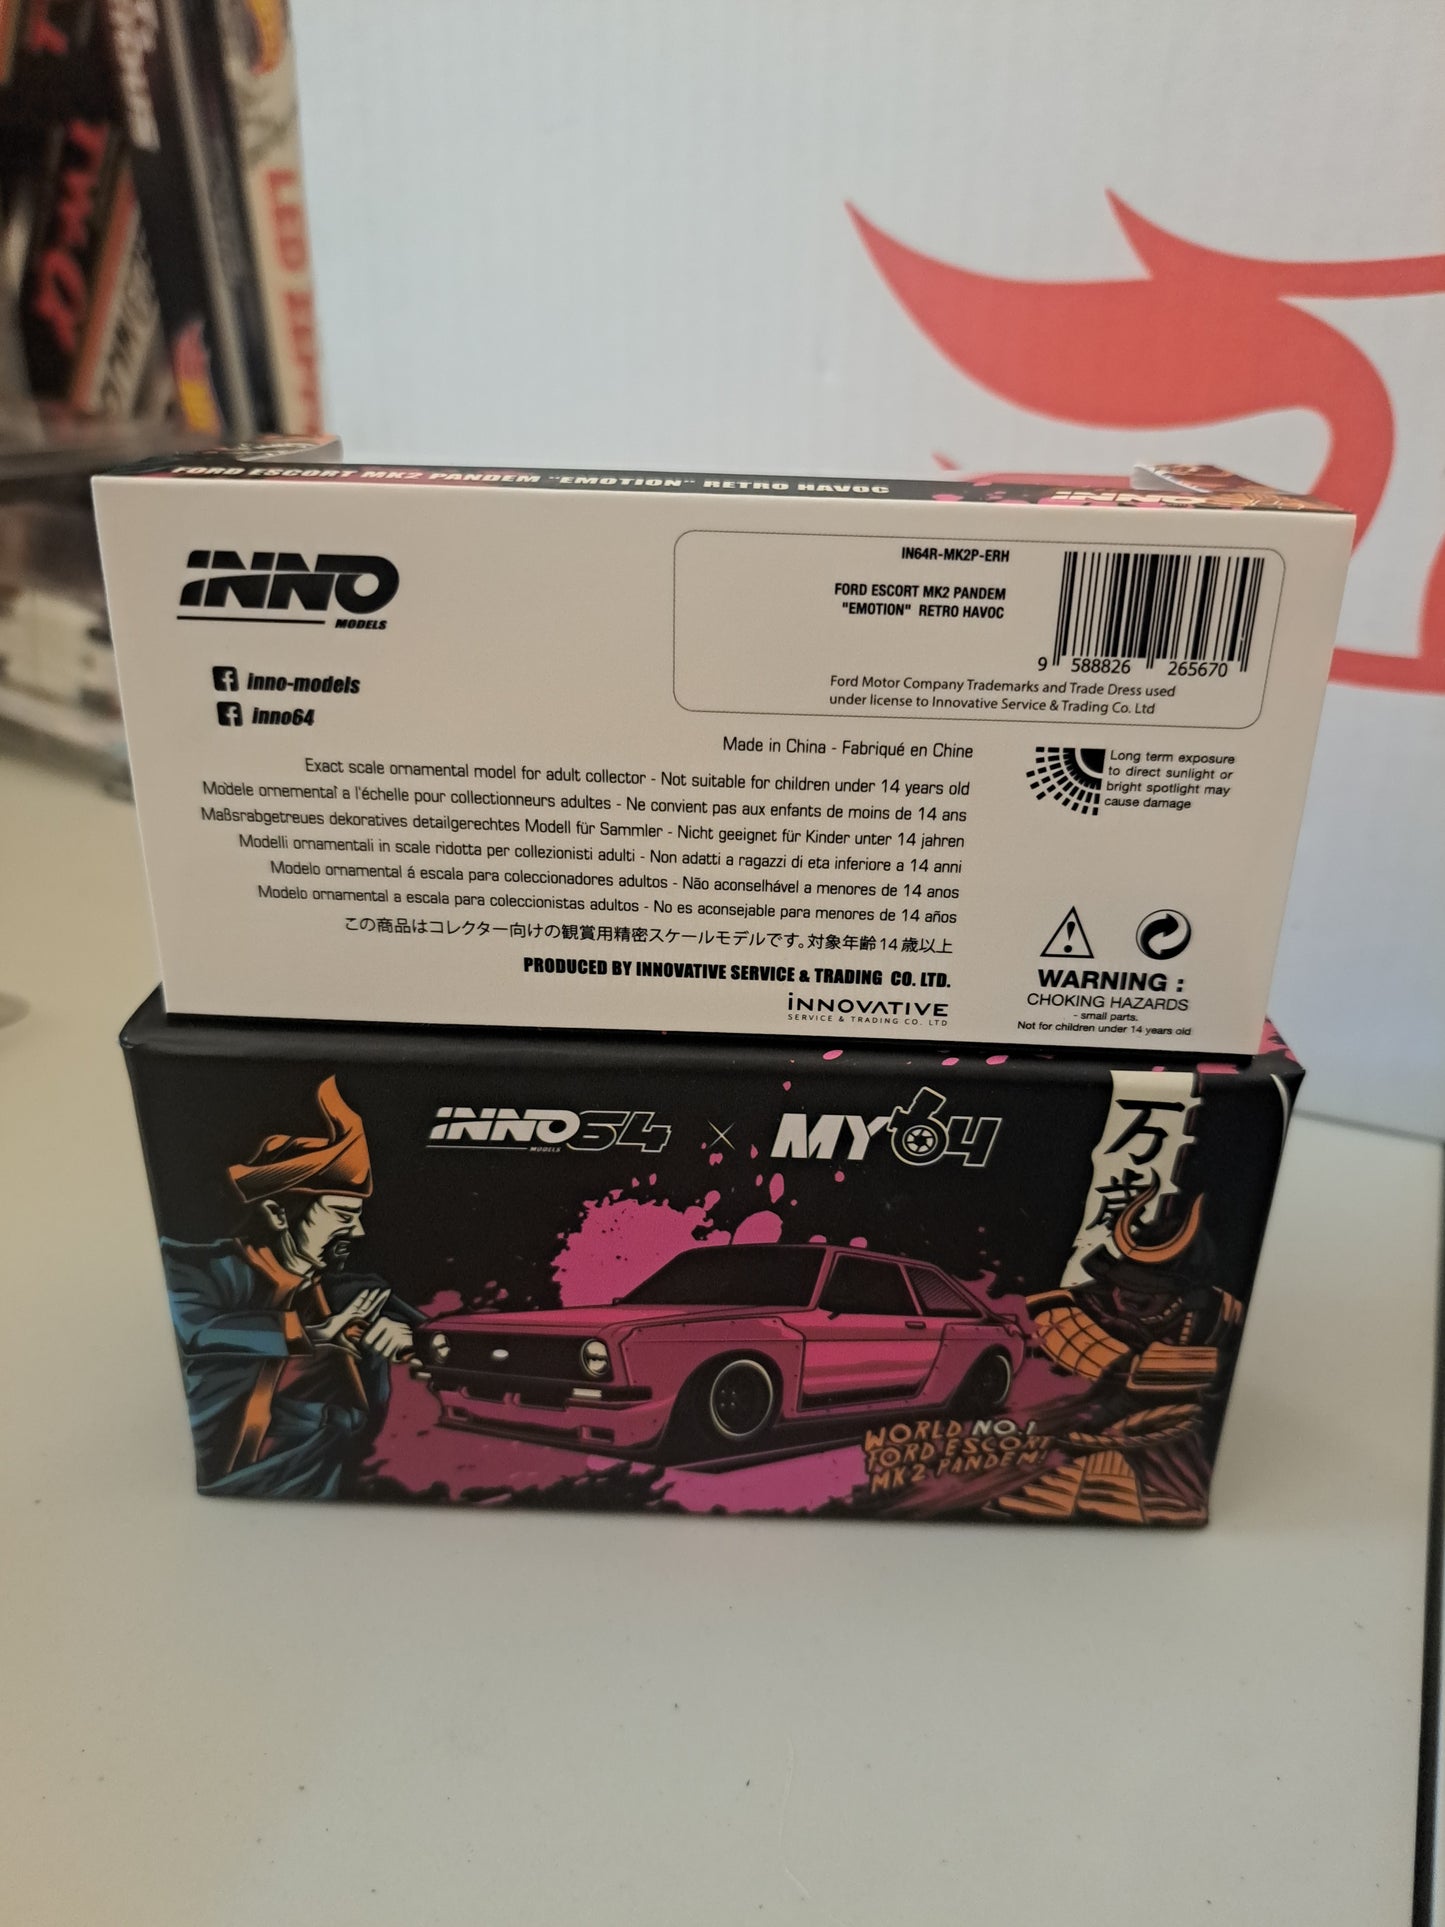 FORD ESCORT MK2 PANDEM "EMOTION" RETRO HAVOC
INNO
INNO
MODELS
inno-models
inno64
IN64R-MK2P-ERH
FORD ESCORT MK2 PANDEM
"EMOTION" RETRO HAVOC
9 588826 265670
Ford Motor Company Trademarks and Trade Dress used
under license to Innovative Service & Trading Co. Ltd
Made in China - Fabriqué en Chine
Exact scale ornamental model for adult collector - Not suitable for children under 14 years old
Modèle ornemental a l'échelle pour collectionneurs adultes - Ne convient pas aux enfants de moins de 14 ans
Maßsrabgetreues dekoratives detailgerechtes Modell für Sammler - Nicht geeignet für Kinder unter 14 jahren
Modelli ornamentali in scale ridotta per collezionisti adulti - Non adatti a ragazzi di eta inferiore a 14 anni
Modelo ornamental á escala para coleccionadores adultos - Não aconselhável a menores de 14 anos
Modelo ornamental a escala para coleccionistas adultos - No es aconsejable para menores de 14 años
この商品はコレクター向けの観賞用精密スケールモデルです。対象年齢14歳以上
PRODUCED BY INNOVATIVE SERVICE & TRADING CO. LTD.
INNOVATIVE
SERVICE & TRADING CO. LTD
Long term exposure
to direct sunlight or
bright spotlight may
cause damage
WARNING :
CHOKING HAZARDS
- small parts.
Not for children under 14 years old
INNO64 × MY64
MODELS
万歳
WORLD NO.1
FORD ESCORT
MK2 PANDEM!